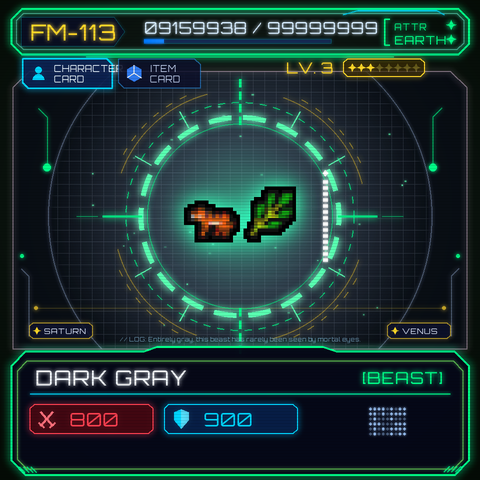 FM-113
09159938 / 99999999
ATTR
EARTH
CHARACTER
CARD
ITEM
CARD
LV.3
SATURN
VENUS
// LOG: Entirely gray, this beast has rarely been seen by mortal eyes.
DARK GRAY
[BEAST]
800
900